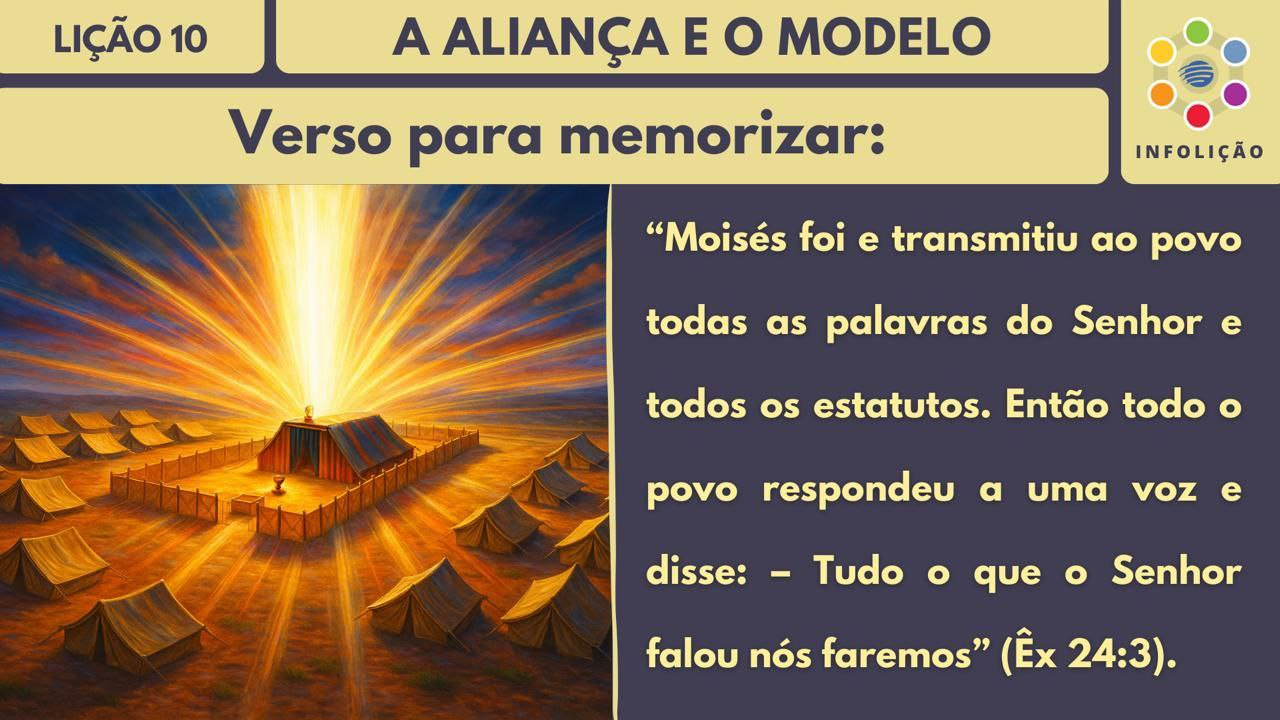 LIÇÃO 10
A ALIANÇA E O MODELO
Verso para memorizar:
INFOLIÇÃO
“Moisés foi e transmitiu ao povo
todas as palavras do Senhor e
todos os estatutos. Então todo o
povo respondeu a uma voz e
disse: – Tudo o que o Senhor
falou nós faremos” (Êx 24:3).